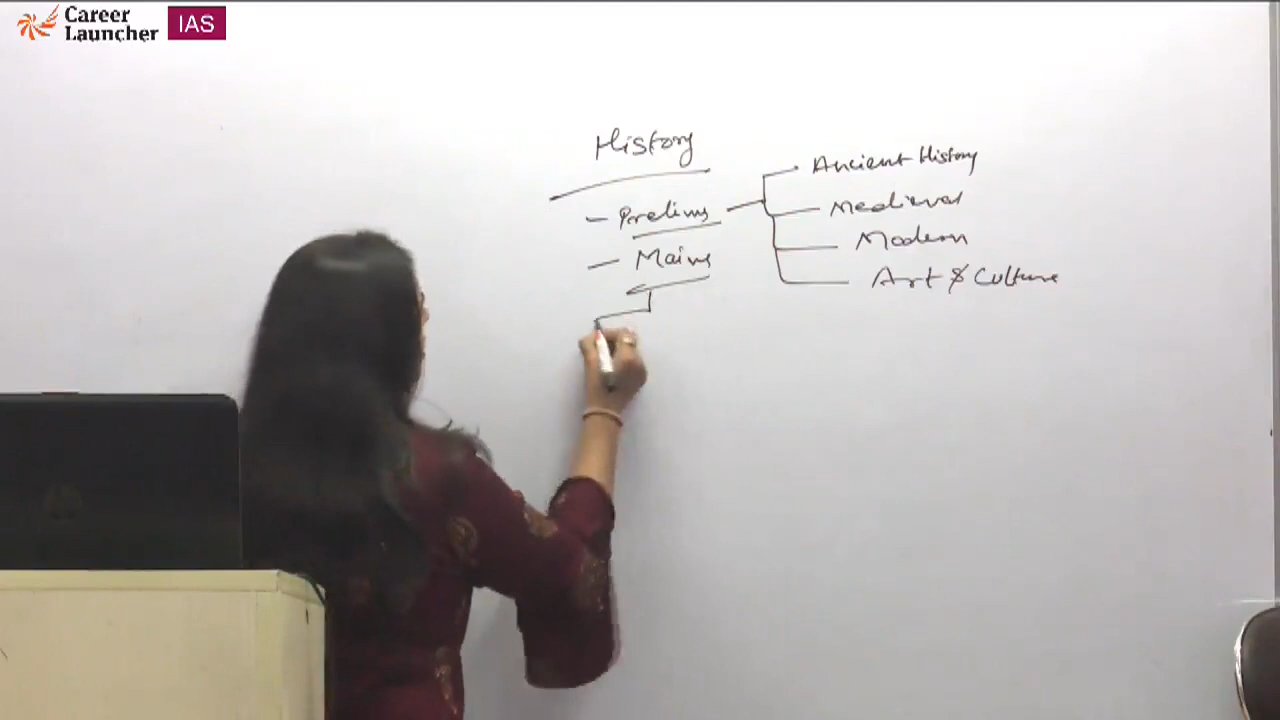 Career
Launcher
IAS
History
- Prelims
- Mains
Ancient History
Medieval
Modern
Art & Culture